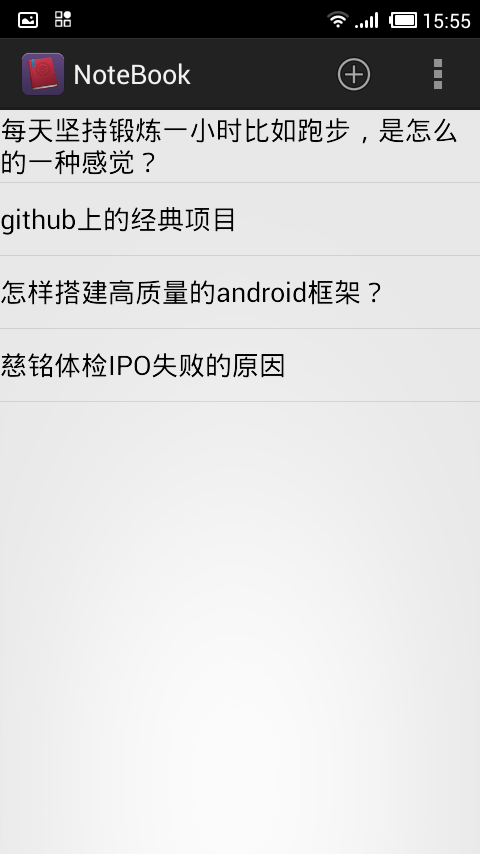 15:55
NoteBook
每天坚持锻炼一小时比如跑步，是怎么
的一种感觉？
github上的经典项目
怎样搭建高质量的android框架？
慈铭体检IPO失败的原因